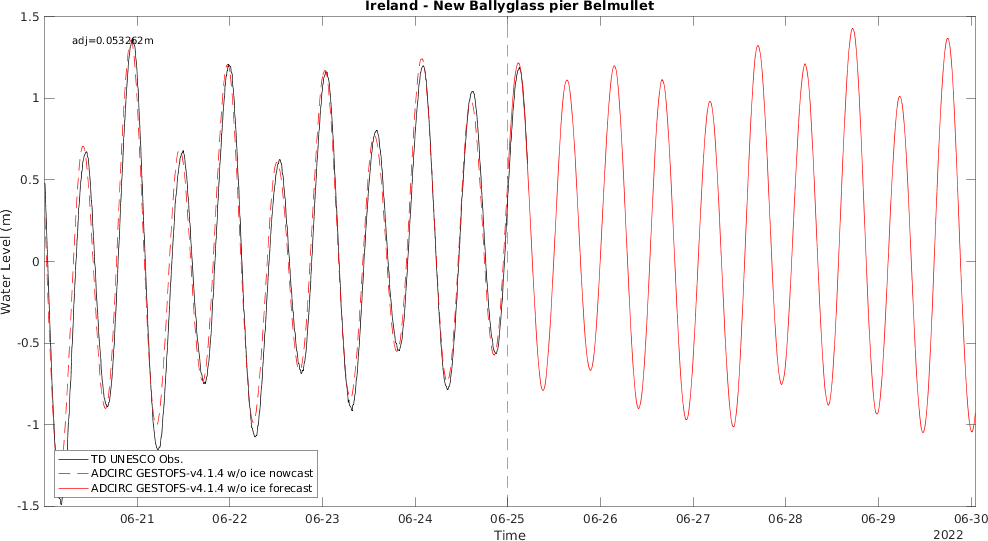 Ireland - New Ballyglass pier Belmullet
adj=0.053262m
1.5
1
0.5
0
-0.5
-1
-1.5
Water Level (m)
TD UNESCO Obs.
ADCIRC GESTOFS-v4.1.4 w/o ice nowcast
ADCIRC GESTOFS-v4.1.4 w/o ice forecast
06-21 06-22 06-23 06-24 06-25 06-26 06-27 06-28 06-29 06-30
Time
2022